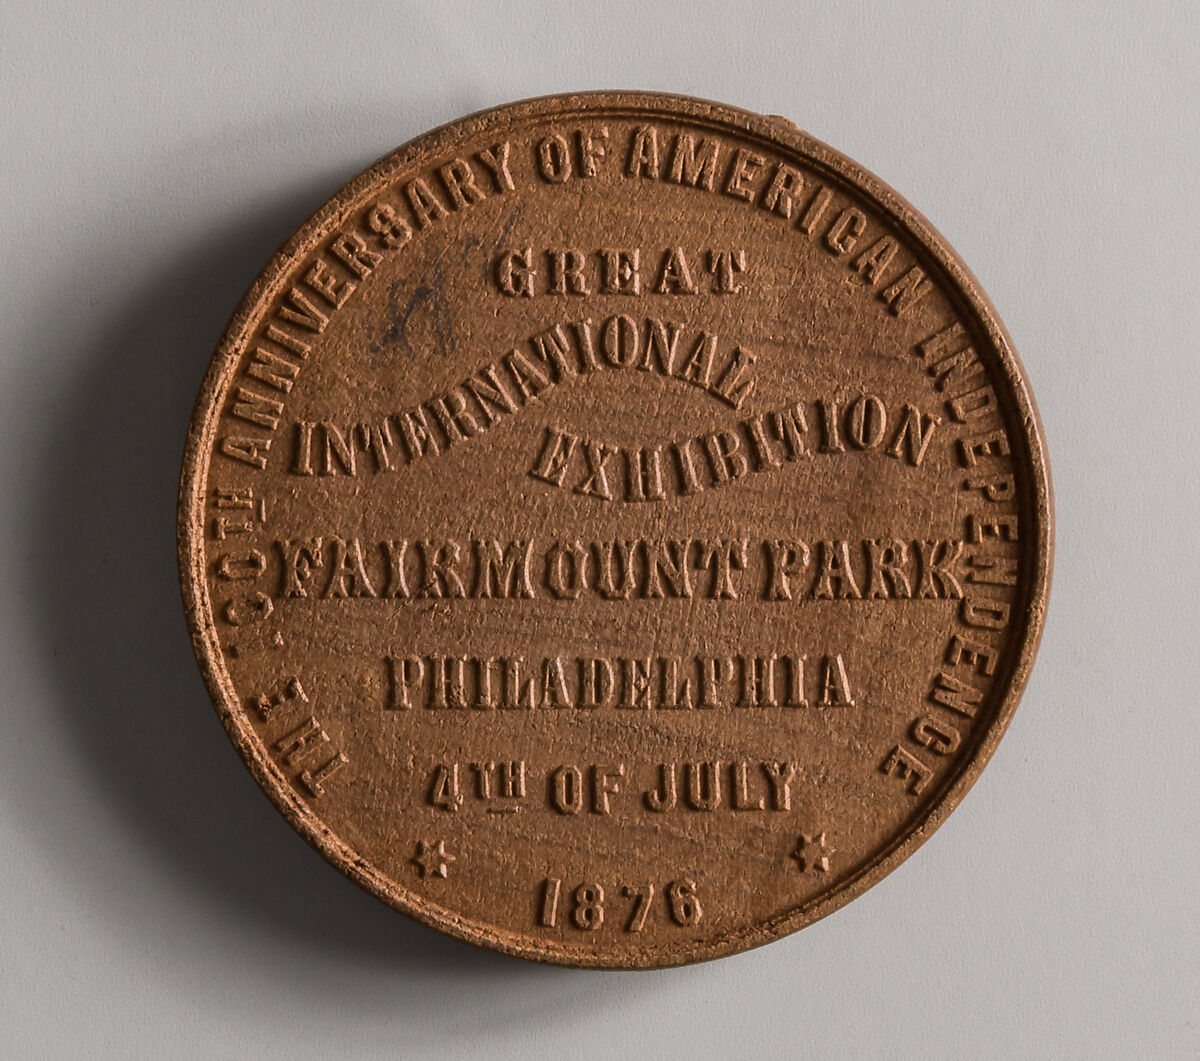 THE 100TH ANNIVERSARY OF AMERICAN INDEPENDENCE
GREAT
INTERNATIONAL
EXHIBITION
FAIRMOUNT PARK
PHILADELPHIA
4TH OF JULY
1876